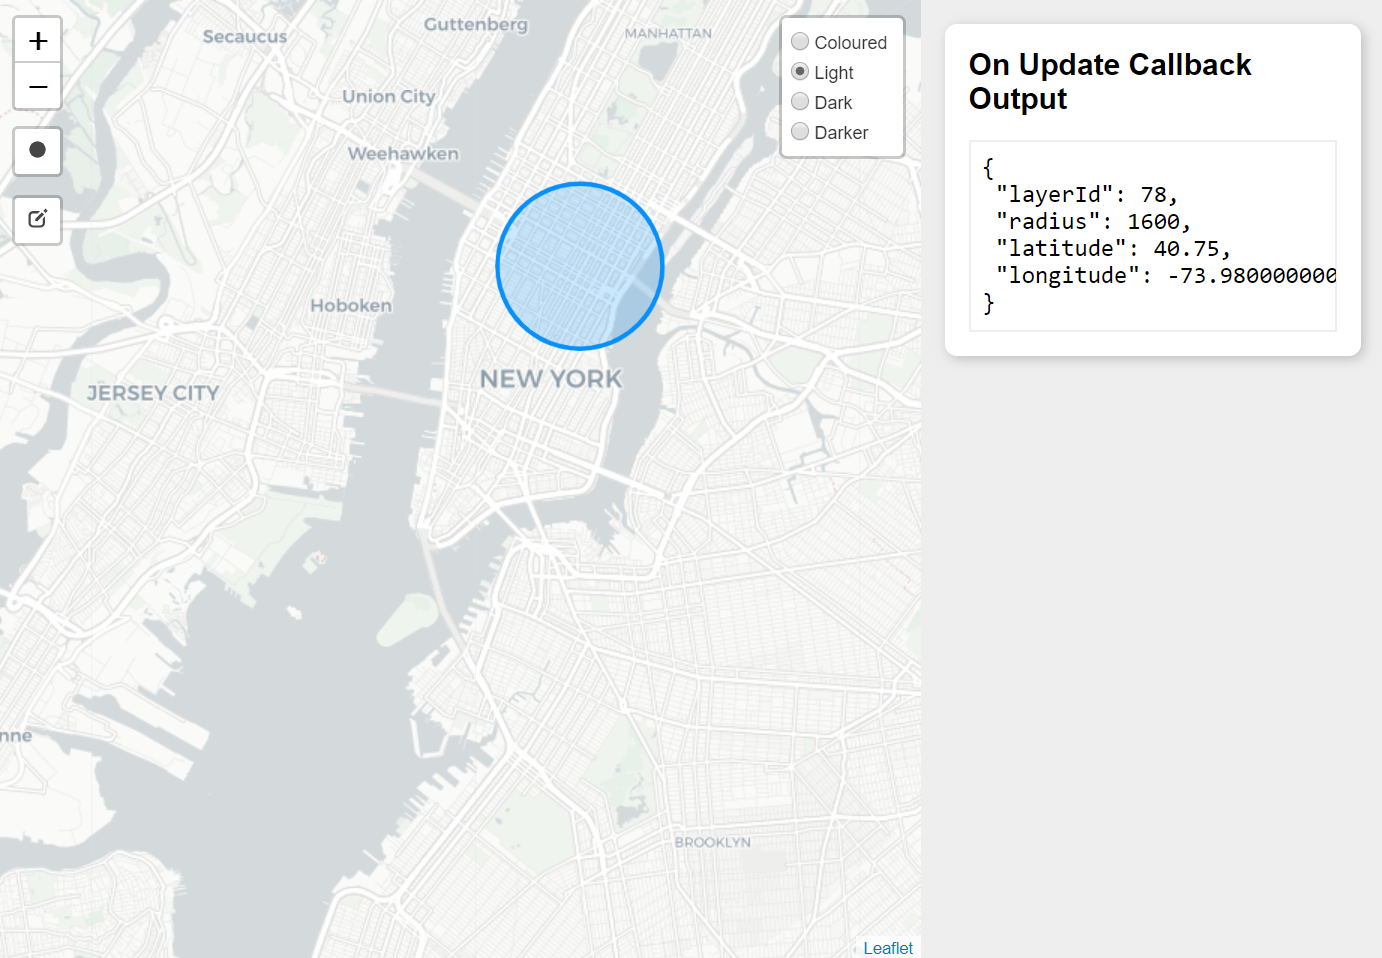 +
−
Secaucus
Guttenberg
MANHATTAN
Union City
Weehawken
Hoboken
NEW YORK
JERSEY CITY
nne
BROOKLYN
Coloured
Light
Dark
Darker
Leaflet
On Update Callback
Output
{
"layerId": 78,
"radius": 1600,
"latitude": 40.75,
"longitude": -73.980000000
}